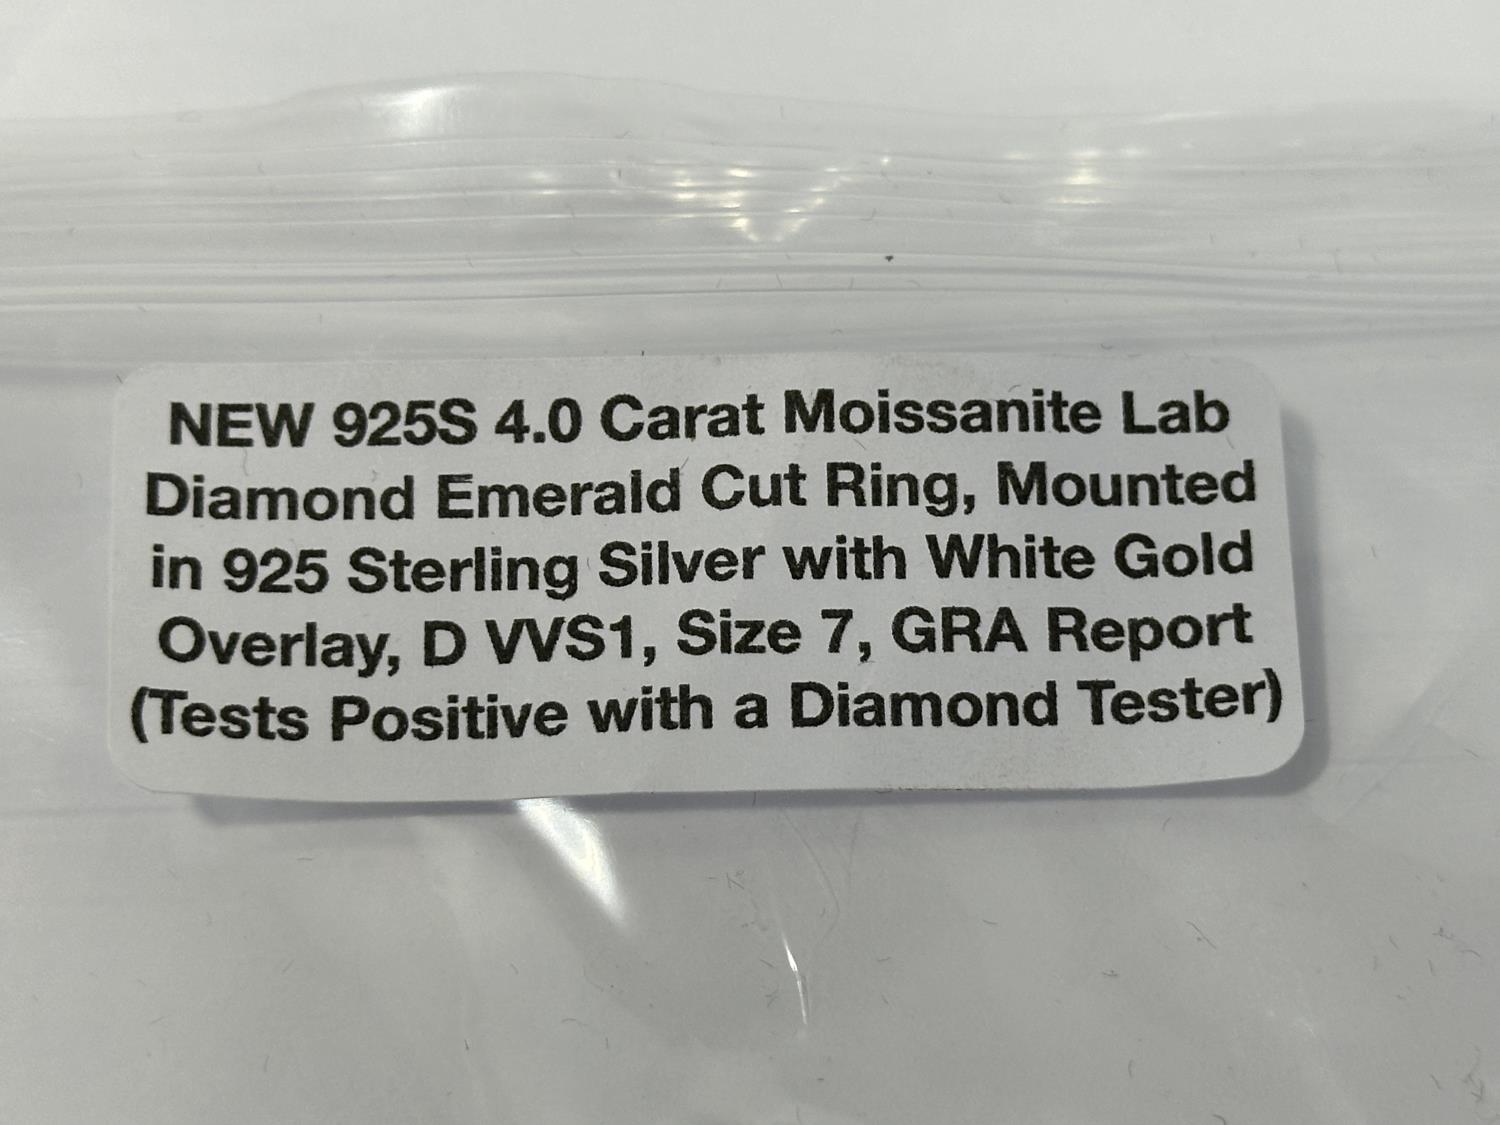 NEW 925S 4.0 Carat Moissanite Lab
Diamond Emerald Cut Ring, Mounted
in 925 Sterling Silver with White Gold
Overlay, D VVS1, Size 7, GRA Report
(Tests Positive with a Diamond Tester)